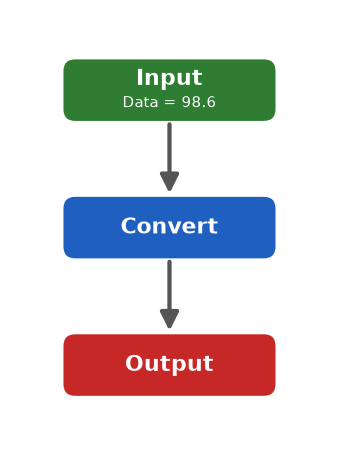 Input
Data = 98.6
Convert
Output